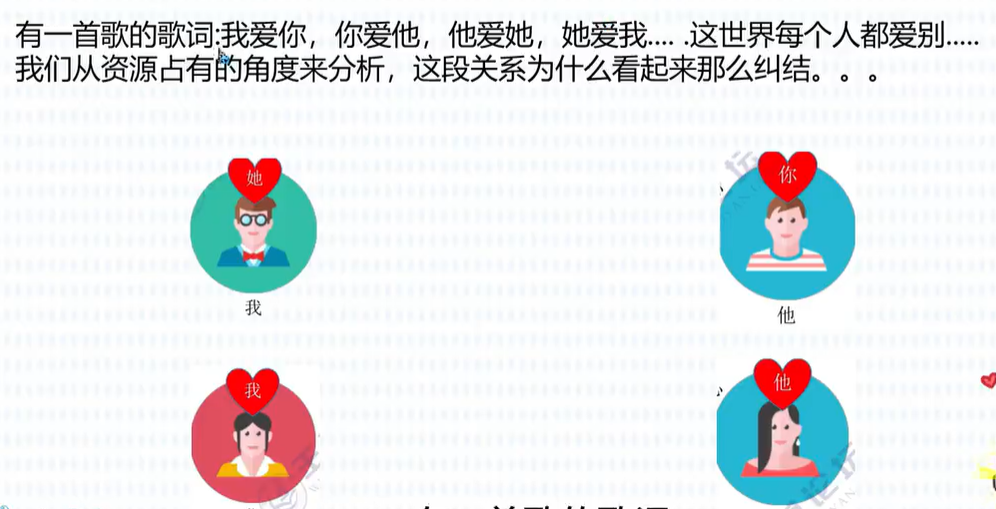 有一首歌的歌词:我爱你，你爱他，他爱她，她爱我.... .这世界每个人都爱别.....
我们从资源占有的角度来分析，这段关系为什么看起来那么纠结。。。
她
你
我
他
我
他